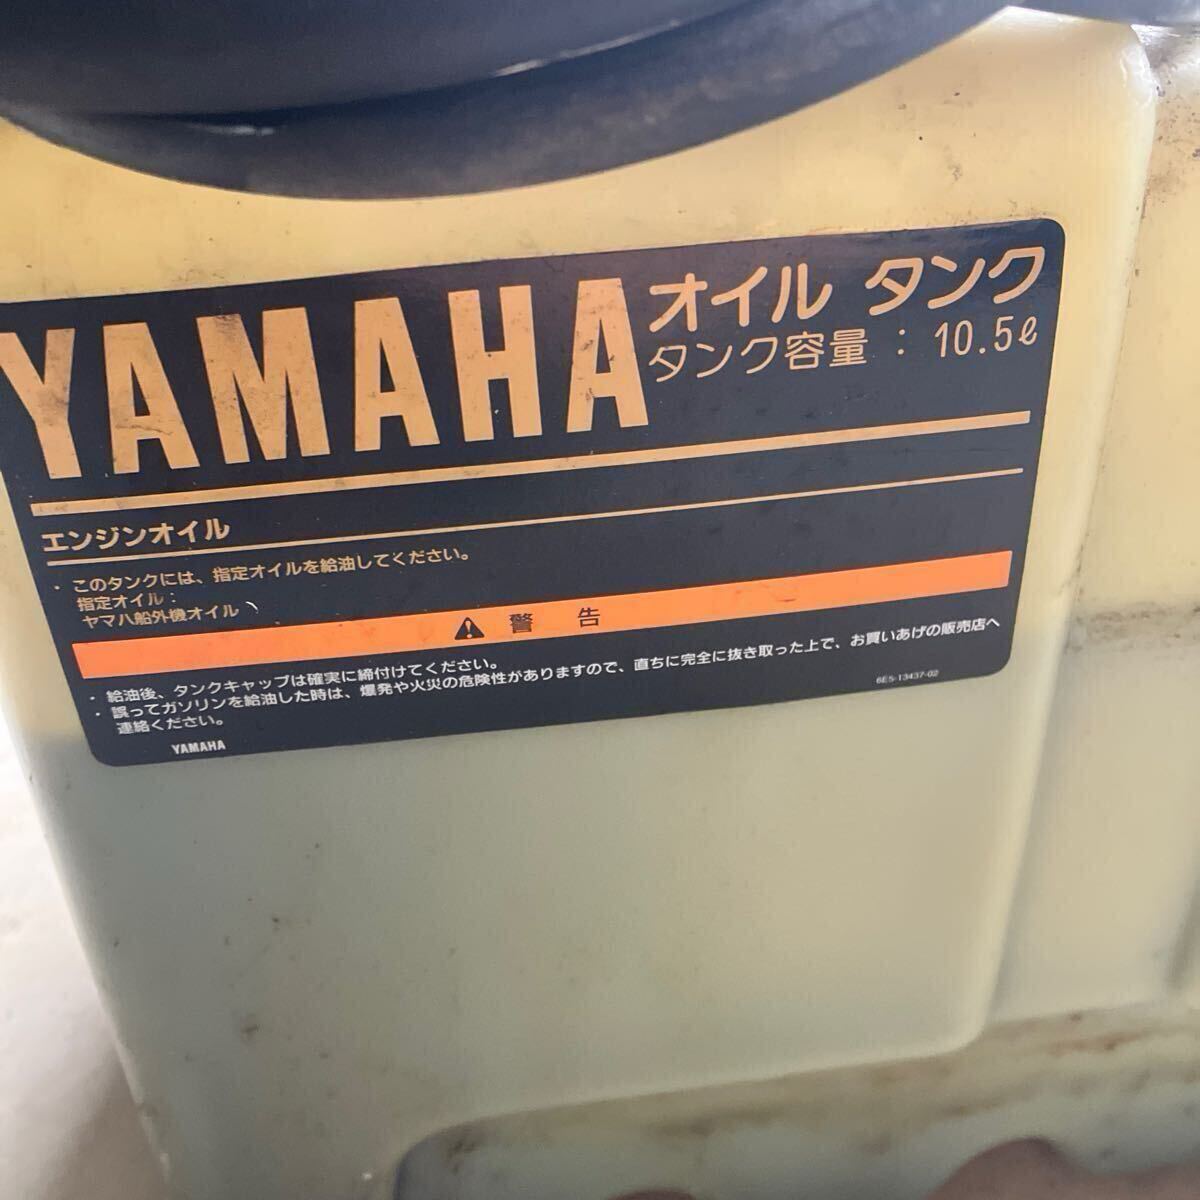 YAMAHA
オイル タンク
タンク容量 : 10.5ℓ
エンジンオイル
・このタンクには、指定オイルを給油してください。
指定オイル:
ヤマハ船外機オイル
警 告
・給油後、タンクキャップは確実に締付けてください。
・誤ってガソリンを給油した時は、爆発や火災の危険性がありますので、直ちに完全に抜き取った上で、お買いあげの販売店へ
連絡ください。
6E5-13437-02
YAMAHA